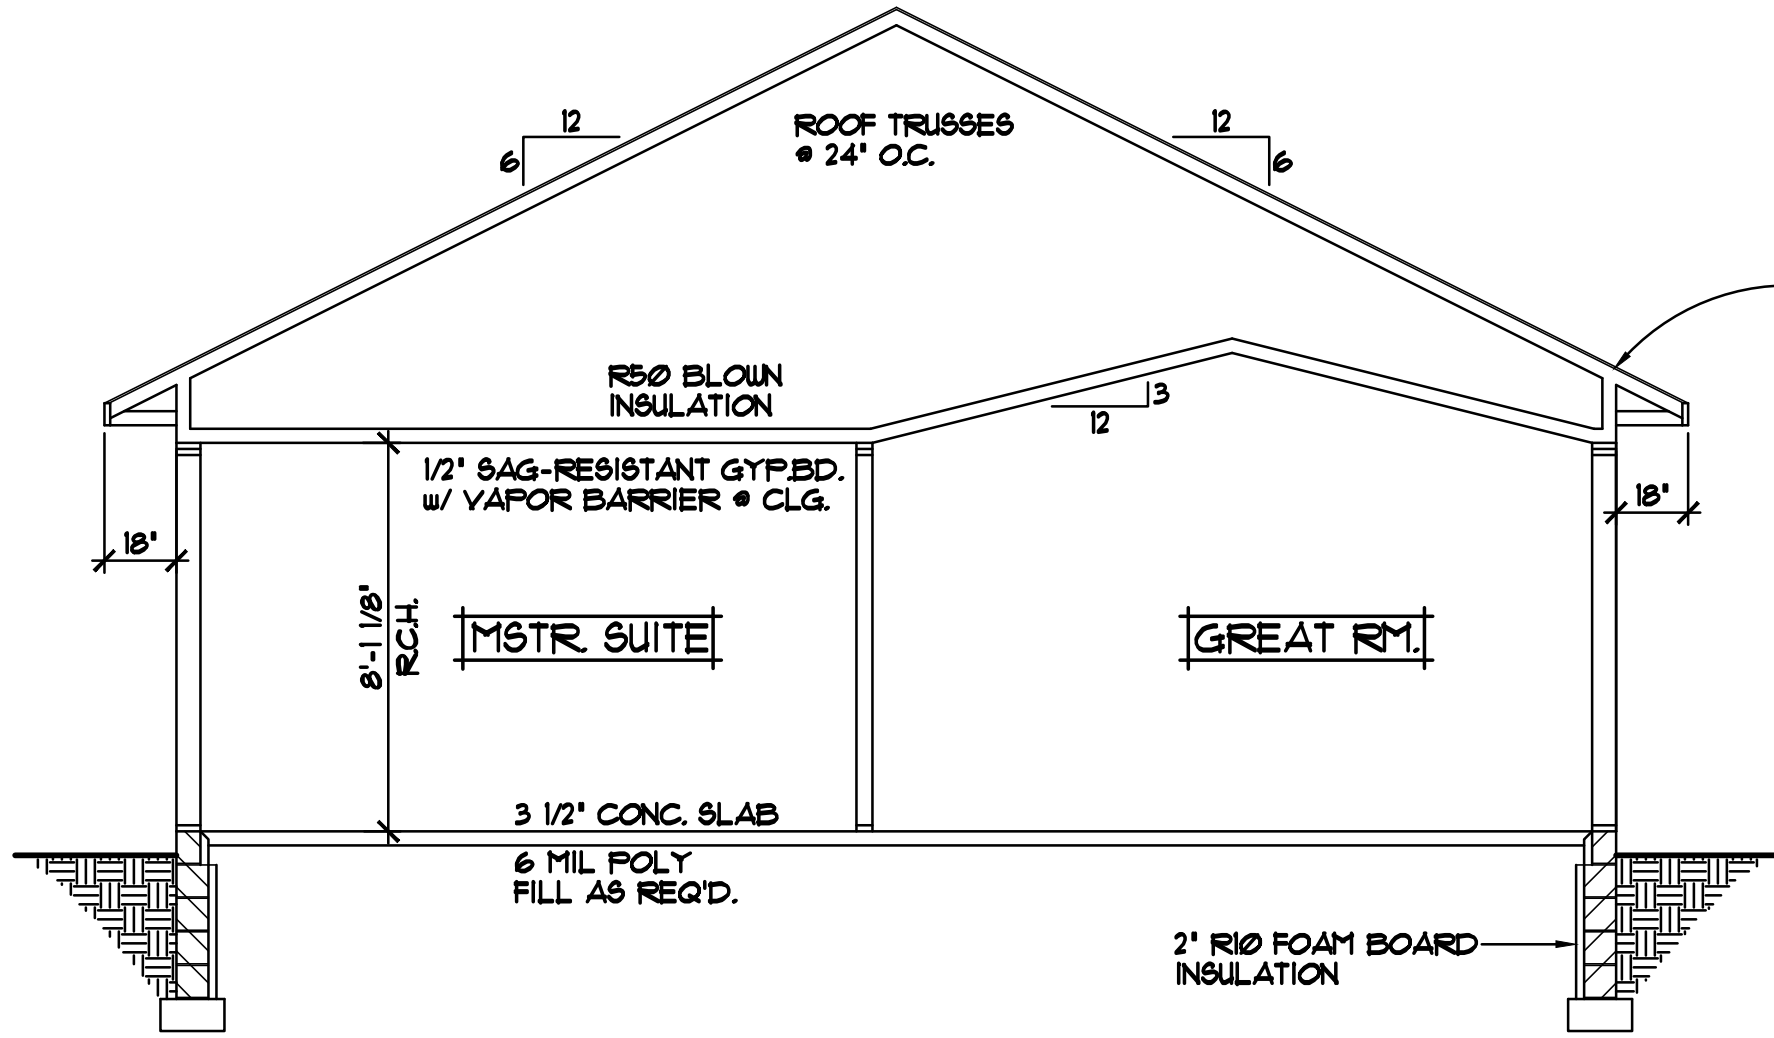 12
6
ROOF TRUSSES
@ 24" O.C.
12
6
R50 BLOWN
INSULATION
3
12
1/2" SAG-RESISTANT GYP.BD.
w/ VAPOR BARRIER @ CLG.
18"
18"
8'-1 1/8"
R.C.H.
MSTR. SUITE
GREAT RM.
3 1/2" CONC. SLAB
6 MIL POLY
FILL AS REQ'D.
2" R10 FOAM BOARD
INSULATION